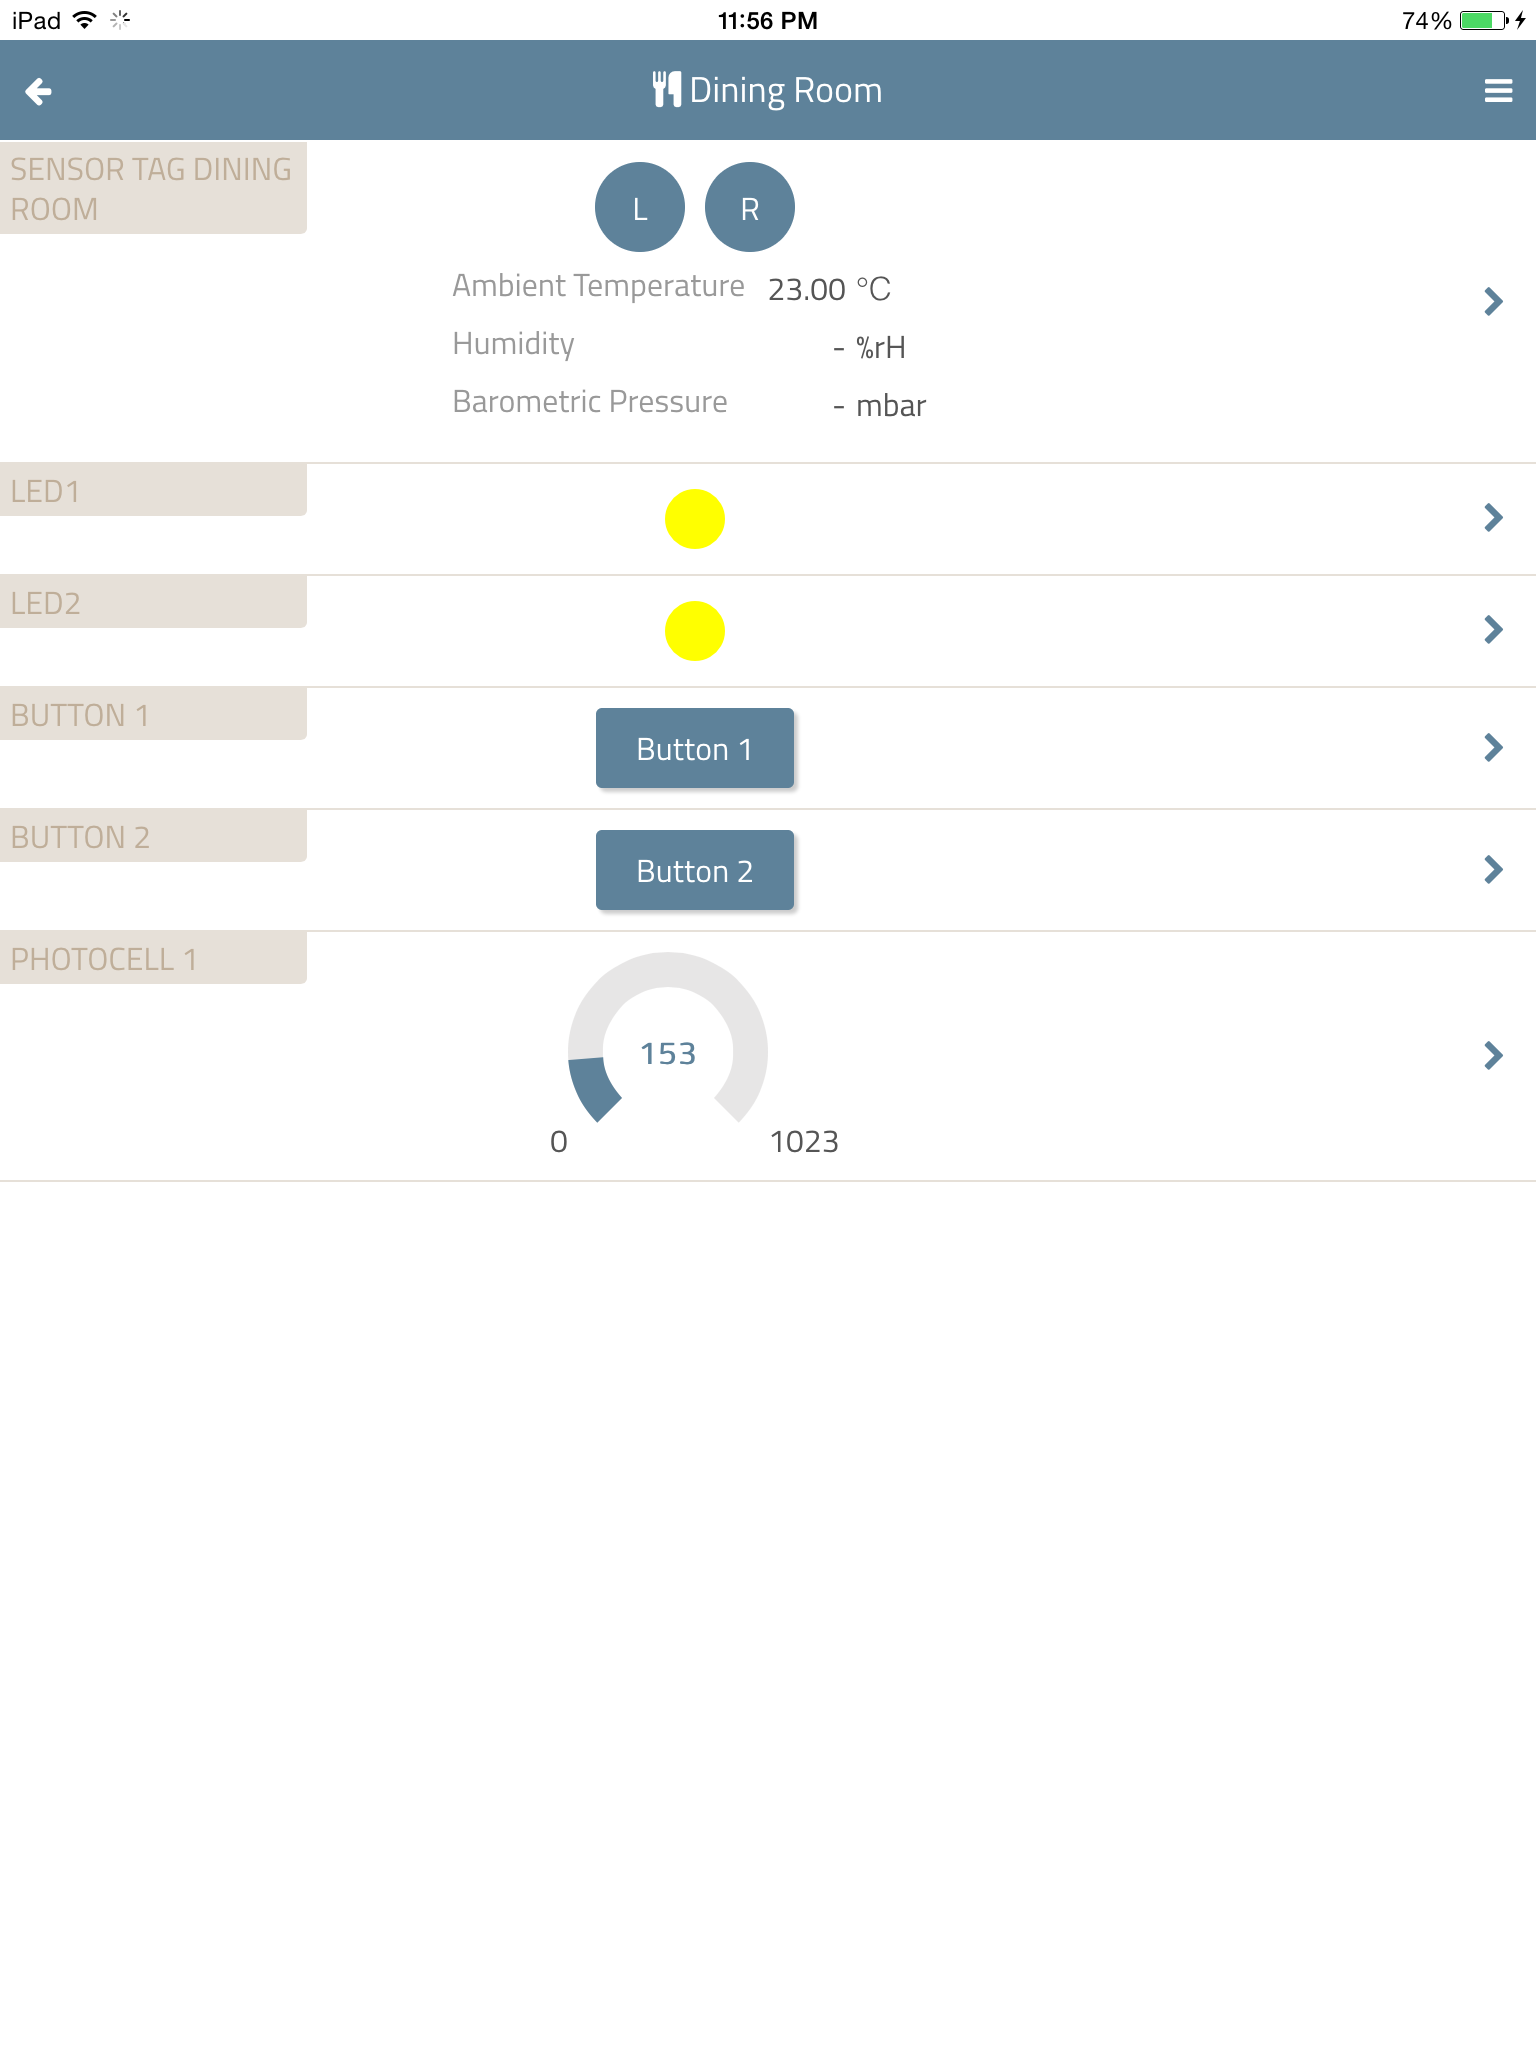 iPad 11:56 PM 74%
Dining Room
SENSOR TAG DINING
ROOM
L R
Ambient Temperature 23.00 °C
Humidity - %rH
Barometric Pressure - mbar
LED1
LED2
BUTTON 1
Button 1
BUTTON 2
Button 2
PHOTOCELL 1
153
0 1023